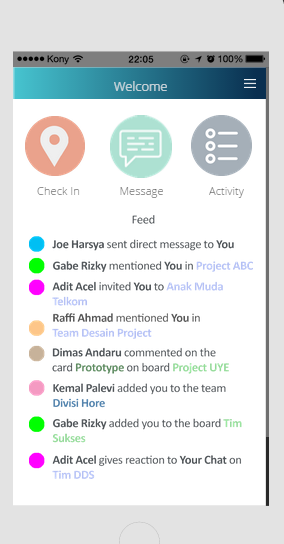 ●●●●● Kony 22:05 100%
Welcome
Check In Message Activity
Feed
Joe Harsya sent direct message to You
Gabe Rizky mentioned You in Project ABC
Adit Acel invited You to Anak Muda
Telkom
Raffi Ahmad mentioned You in
Team Desain Project
Dimas Andaru commented on the
card Prototype on board Project UYE
Kemal Palevi added you to the team
Divisi Hore
Gabe Rizky added you to the board Tim
Sukses
Adit Acel gives reaction to Your Chat on
Tim DDS